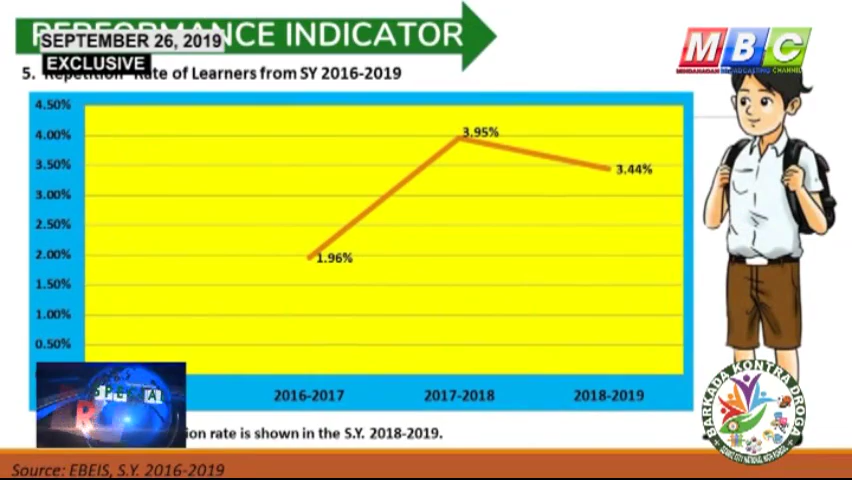 PERFORMANCE INDICATOR
SEPTEMBER 26, 2019
EXCLUSIVE
MBC
MINDANAOAN BROADCASTING CHANNEL
5. Repetition Rate of Learners from SY 2016-2019
4.50%
4.00%
3.50%
3.00%
2.50%
2.00%
1.50%
1.00%
0.50%
3.95%
3.44%
1.96%
2016-2017
2017-2018
2018-2019
SPECIAL
R
ion rate is shown in the S.Y. 2018-2019.
BARKADA KONTRA DROGA
Source: EBEIS, S.Y. 2016-2019